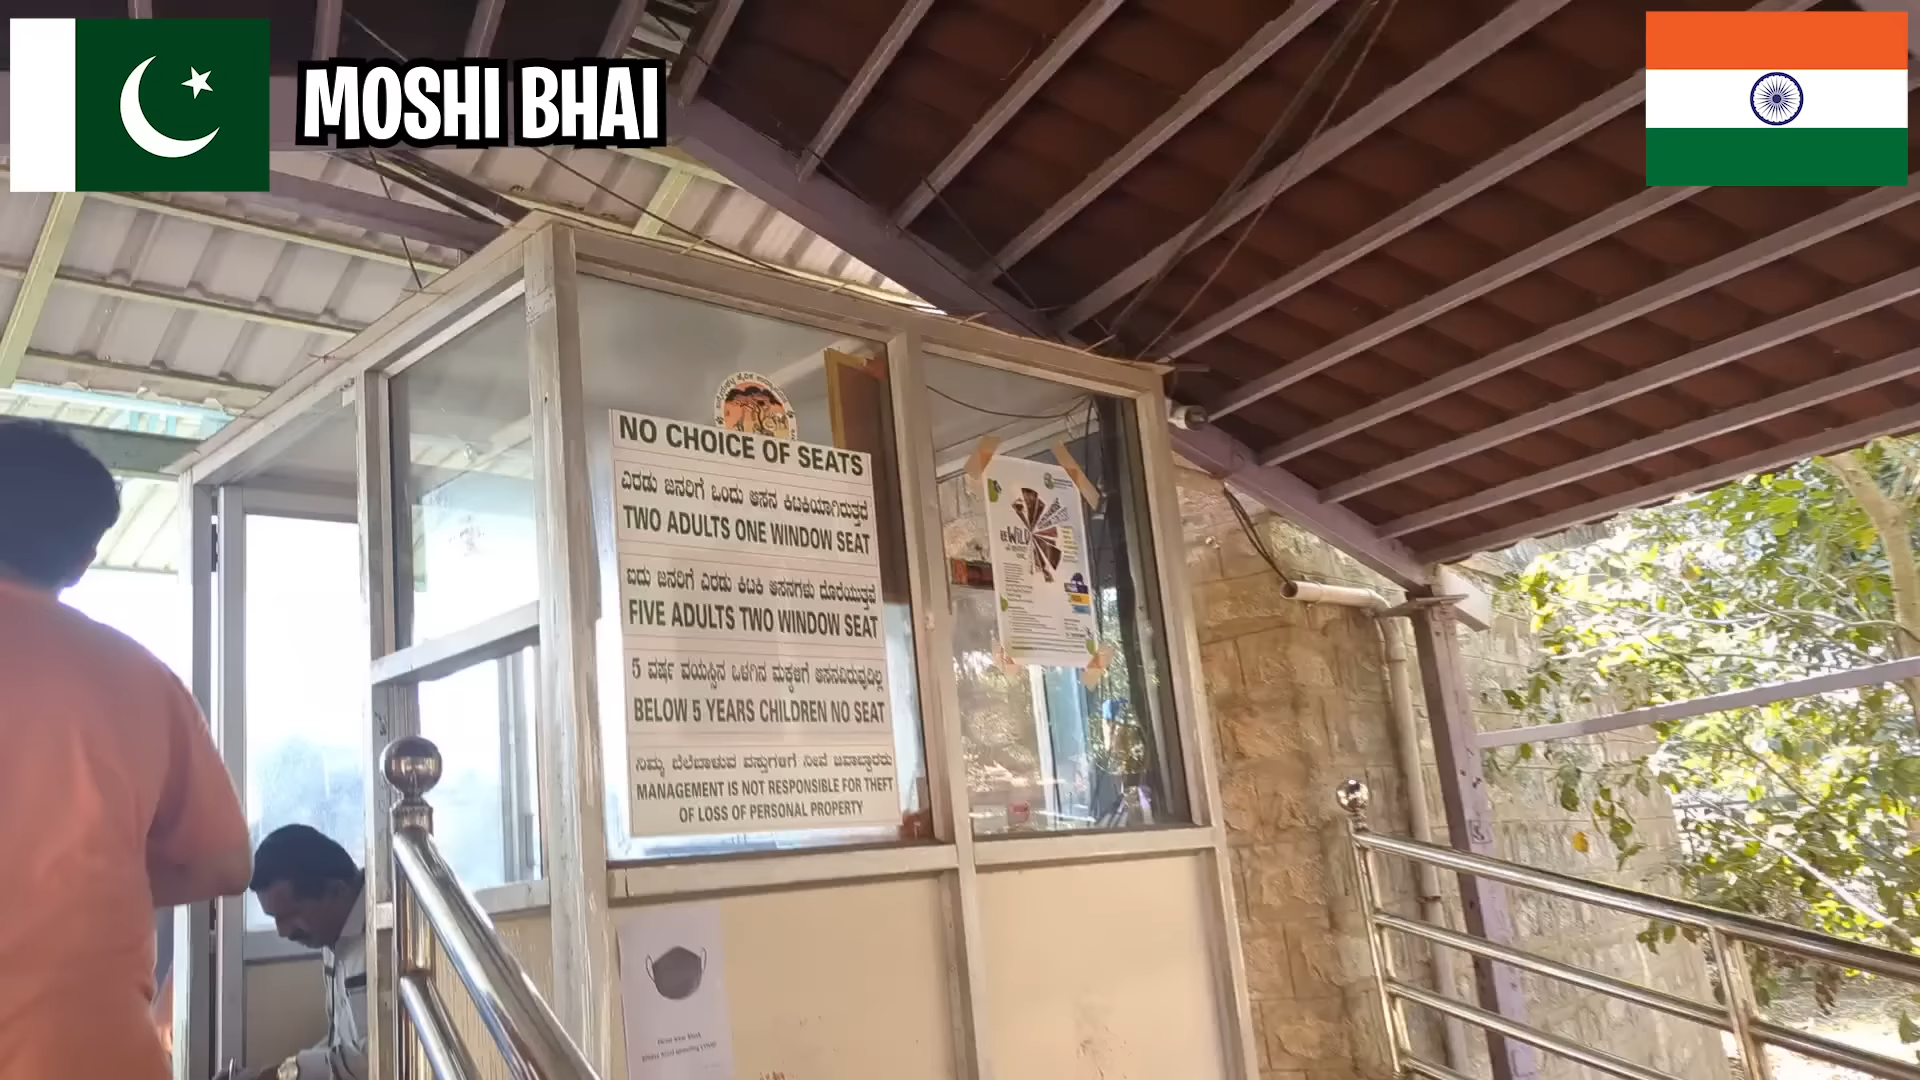 MOSHI BHAI
NO CHOICE OF SEATS
ಎರಡು ಜನರಿಗೆ ಒಂದು ಆಸನ ಕಿಟಕಿಯಾಗಿರುತ್ತದೆ
TWO ADULTS ONE WINDOW SEAT
ಐದು ಜನರಿಗೆ ಎರಡು ಕಿಟಕಿ ಆಸನಗಳು ದೊರೆಯುತ್ತವೆ
FIVE ADULTS TWO WINDOW SEAT
5 ವರ್ಷ ವಯಸ್ಸಿನ ಒಳಗಿನ ಮಕ್ಕಳಿಗೆ ಆಸನವಿರುವುದಿಲ್ಲ
BELOW 5 YEARS CHILDREN NO SEAT
ನಿಮ್ಮ ಬೆಲೆಬಾಳುವ ವಸ್ತುಗಳಿಗೆ ನೀವೆ ಜವಾಬ್ದಾರರು
MANAGEMENT IS NOT RESPONSIBLE FOR THEFT
OF LOSS OF PERSONAL PROPERTY
BE WILD